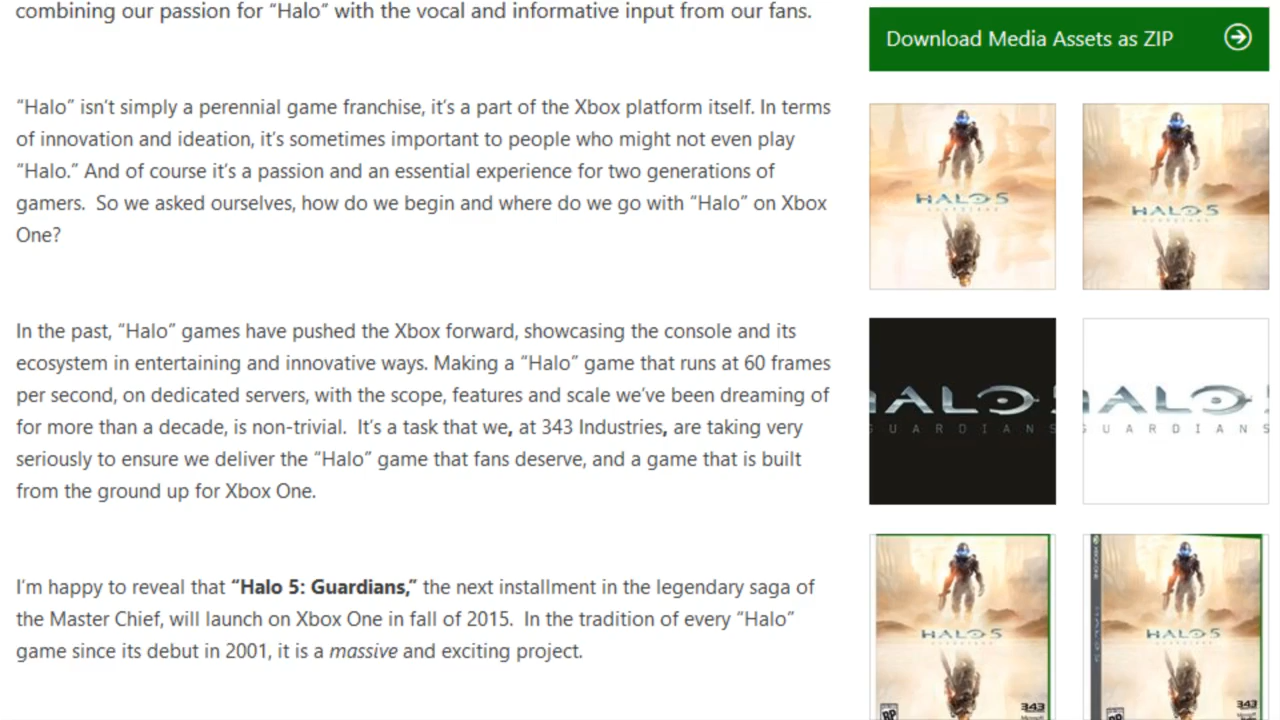 combining our passion for “Halo” with the vocal and informative input from our fans.
“Halo” isn’t simply a perennial game franchise, it’s a part of the Xbox platform itself. In terms
of innovation and ideation, it’s sometimes important to people who might not even play
“Halo.” And of course it’s a passion and an essential experience for two generations of
gamers.  So we asked ourselves, how do we begin and where do we go with “Halo” on Xbox
One?
In the past, “Halo” games have pushed the Xbox forward, showcasing the console and its
ecosystem in entertaining and innovative ways. Making a “Halo” game that runs at 60 frames
per second, on dedicated servers, with the scope, features and scale we’ve been dreaming of
for more than a decade, is non-trivial.  It’s a task that we, at 343 Industries, are taking very
seriously to ensure we deliver the “Halo” game that fans deserve, and a game that is built
from the ground up for Xbox One.
I’m happy to reveal that “Halo 5: Guardians,” the next installment in the legendary saga of
the Master Chief, will launch on Xbox One in fall of 2015.  In the tradition of every “Halo”
game since its debut in 2001, it is a massive and exciting project.
Download Media Assets as ZIP
HALO 5
GUARDIANS
HALO 5
GUARDIANS
HALO
UARDIANS
HALO
UARDIANS
HALO 5
RP
343
Microsoft
HALO 5
RP
343
Microsoft